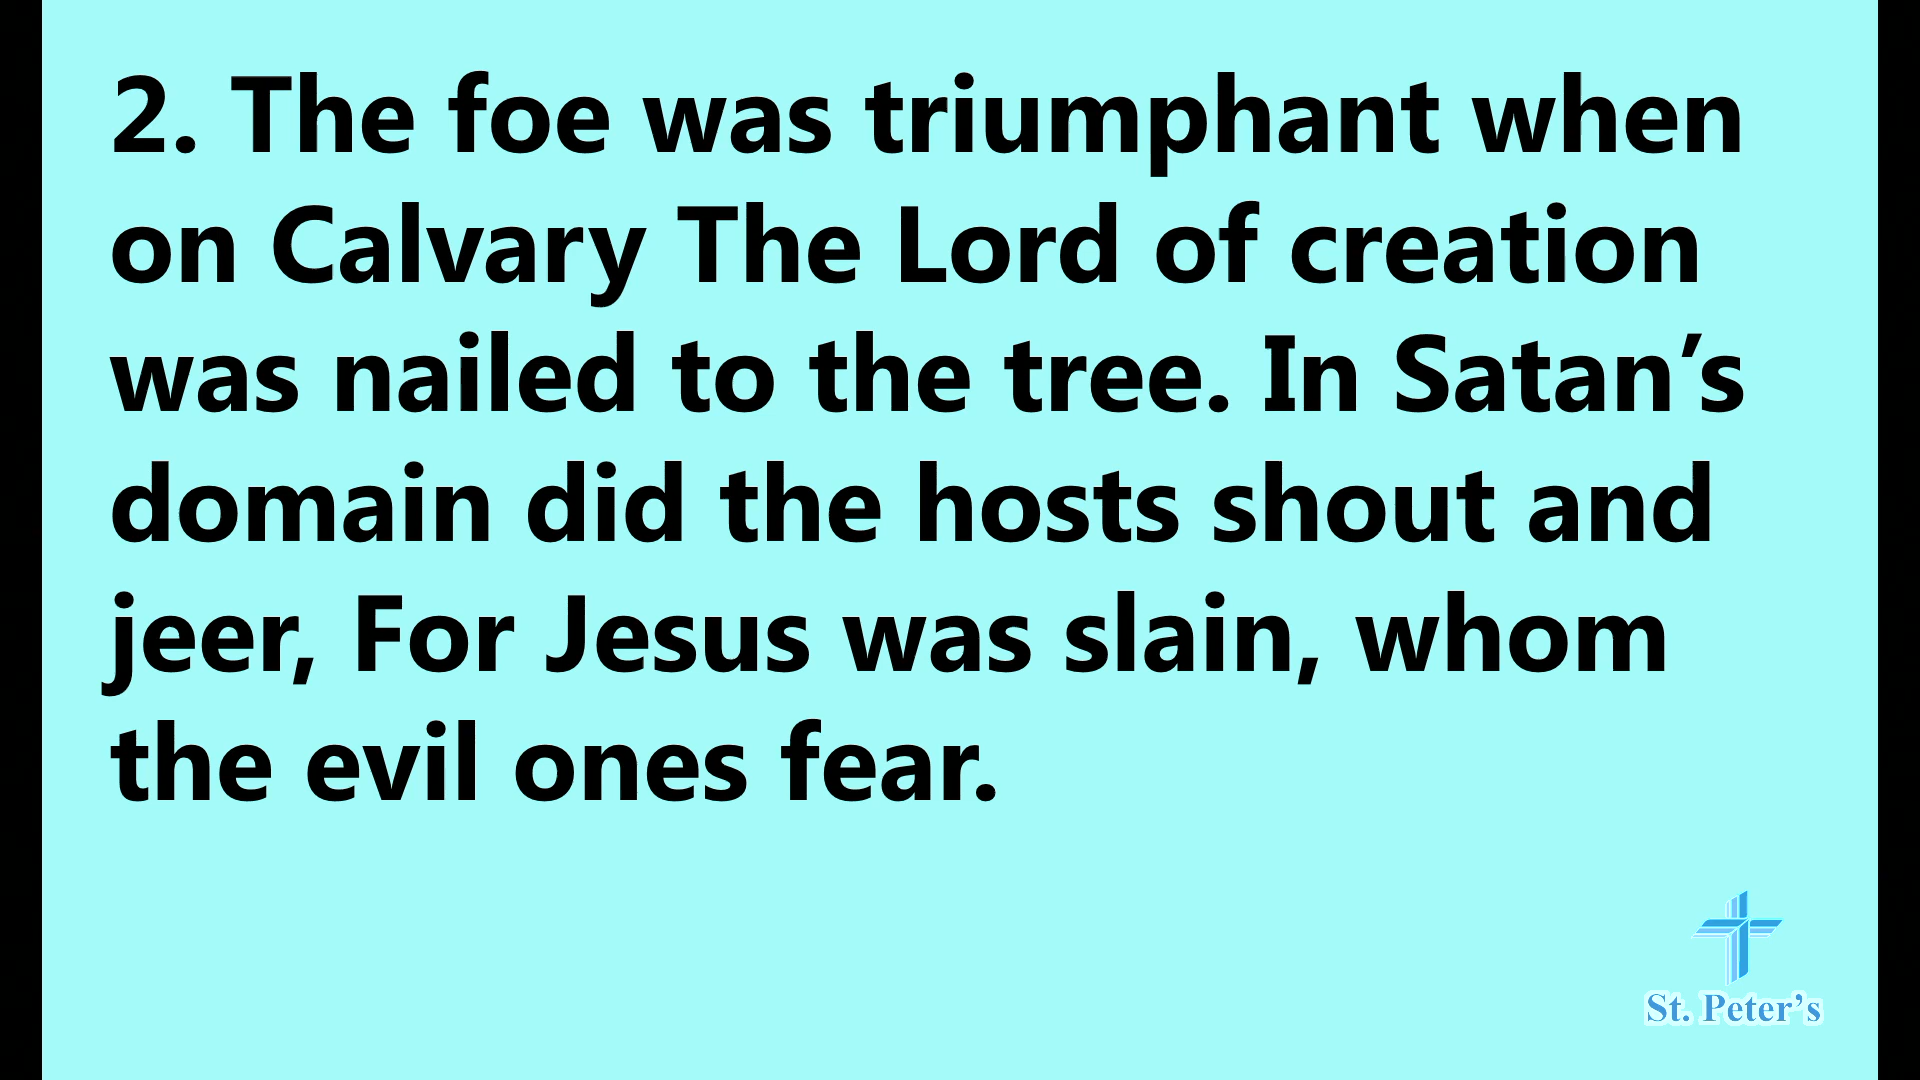 2. The foe was triumphant when
on Calvary The Lord of creation
was nailed to the tree. In Satan’s
domain did the hosts shout and
jeer, For Jesus was slain, whom
the evil ones fear.
St. Peter’s